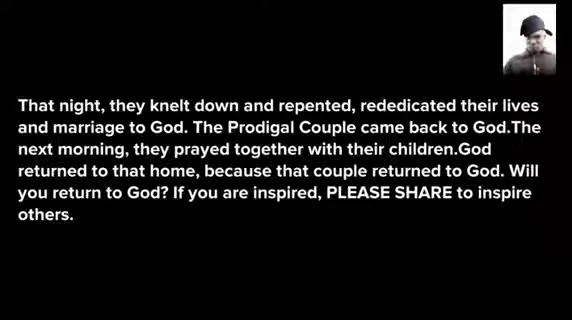 That night, they knelt down and repented, rededicated their lives
and marriage to God. The Prodigal Couple came back to God.The
next morning, they prayed together with their children.God
returned to that home, because that couple returned to God. Will
you return to God? If you are inspired, PLEASE SHARE to inspire
others.